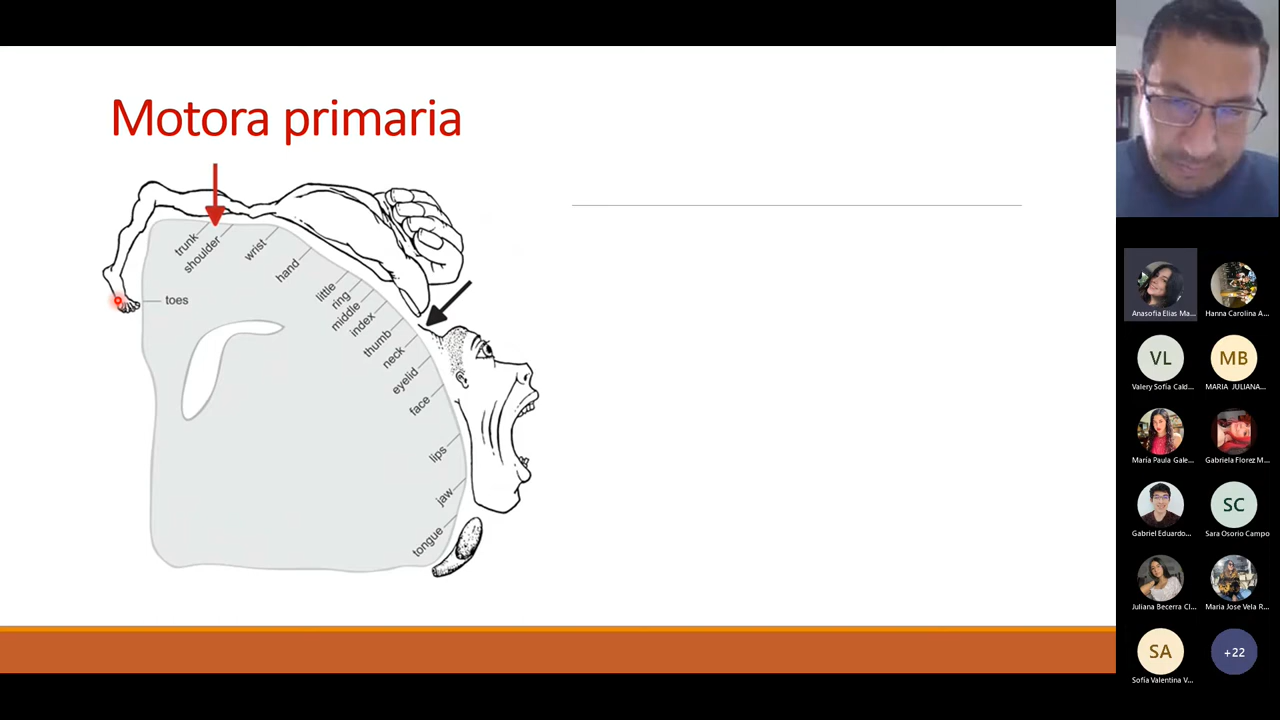 Motora primaria
trunk
shoulder
wrist
hand
little
ring
middle
index
thumb
neck
eyelid
face
lips
jaw
tongue
toes
Anasofia Elias Ma...
Hanna Carolina A...
VL
MB
Valery Sofia Cald...
MARIA JULIANA...
María Paula Gale...
Gabriela Florez M...
SC
Gabriel Eduardo...
Sara Osorio Campo
Juliana Becerra Cl...
Maria Jose Vela R...
SA
+22
Sofía Valentina V...